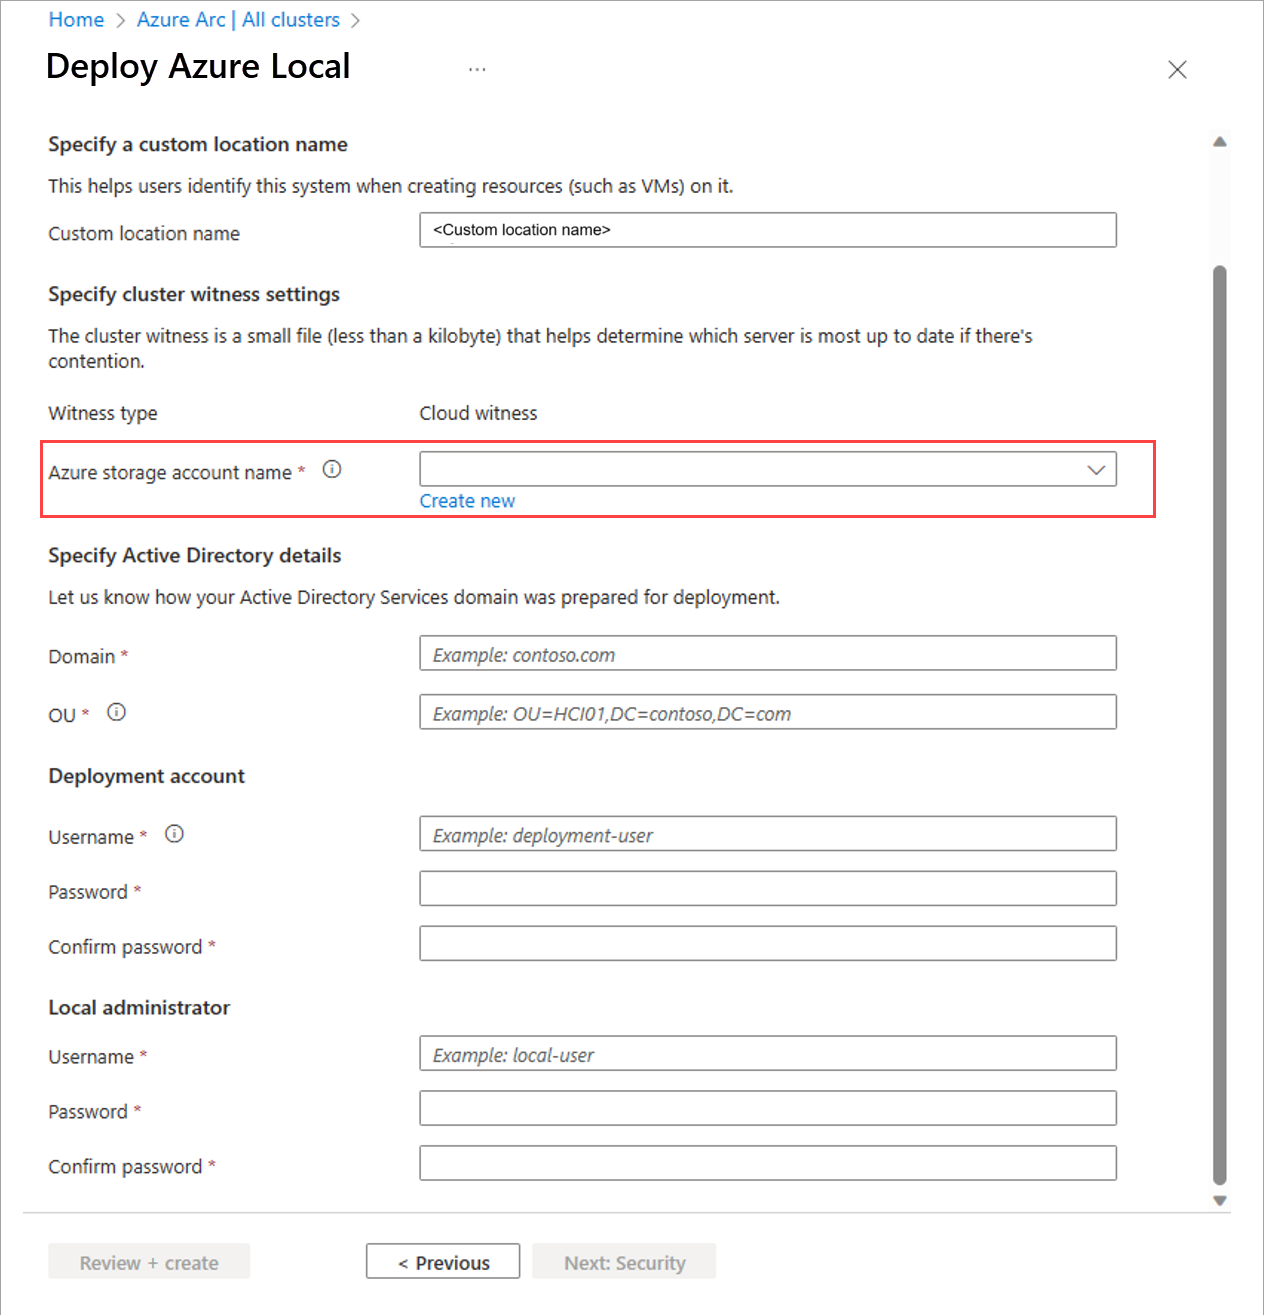 Home > Azure Arc | All clusters >
Deploy Azure Local ...
Specify a custom location name
This helps users identify this system when creating resources (such as VMs) on it.
Custom location name <Custom location name>
Specify cluster witness settings
The cluster witness is a small file (less than a kilobyte) that helps determine which server is most up to date if there's
contention.
Witness type Cloud witness
Azure storage account name *
Create new
Specify Active Directory details
Let us know how your Active Directory Services domain was prepared for deployment.
Domain * Example: contoso.com
OU * Example: OU=HCI01,DC=contoso,DC=com
Deployment account
Username * Example: deployment-user
Password *
Confirm password *
Local administrator
Username * Example: local-user
Password *
Confirm password *
Review + create < Previous Next: Security